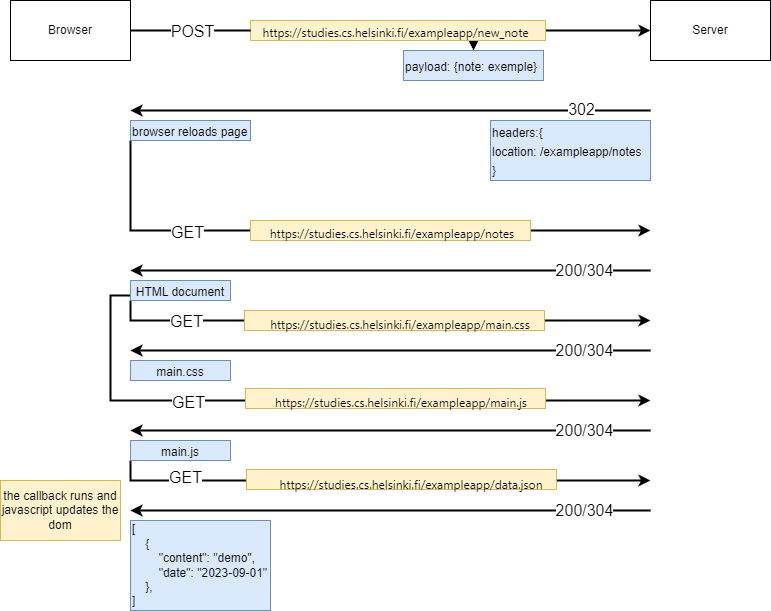 Browser
POST
https://studies.cs.helsinki.fi/exampleapp/new_note
Server
payload: {note: exemple}
302
browser reloads page
headers:{
location: /exampleapp/notes
}
GET
https://studies.cs.helsinki.fi/exampleapp/notes
200/304
HTML document
GET
https://studies.cs.helsinki.fi/exampleapp/main.css
200/304
main.css
GET
https://studies.cs.helsinki.fi/exampleapp/main.js
200/304
main.js
GET
https://studies.cs.helsinki.fi/exampleapp/data.json
the callback runs and
javascript updates the
dom
200/304
[
{
"content": "demo",
"date": "2023-09-01"
},
]